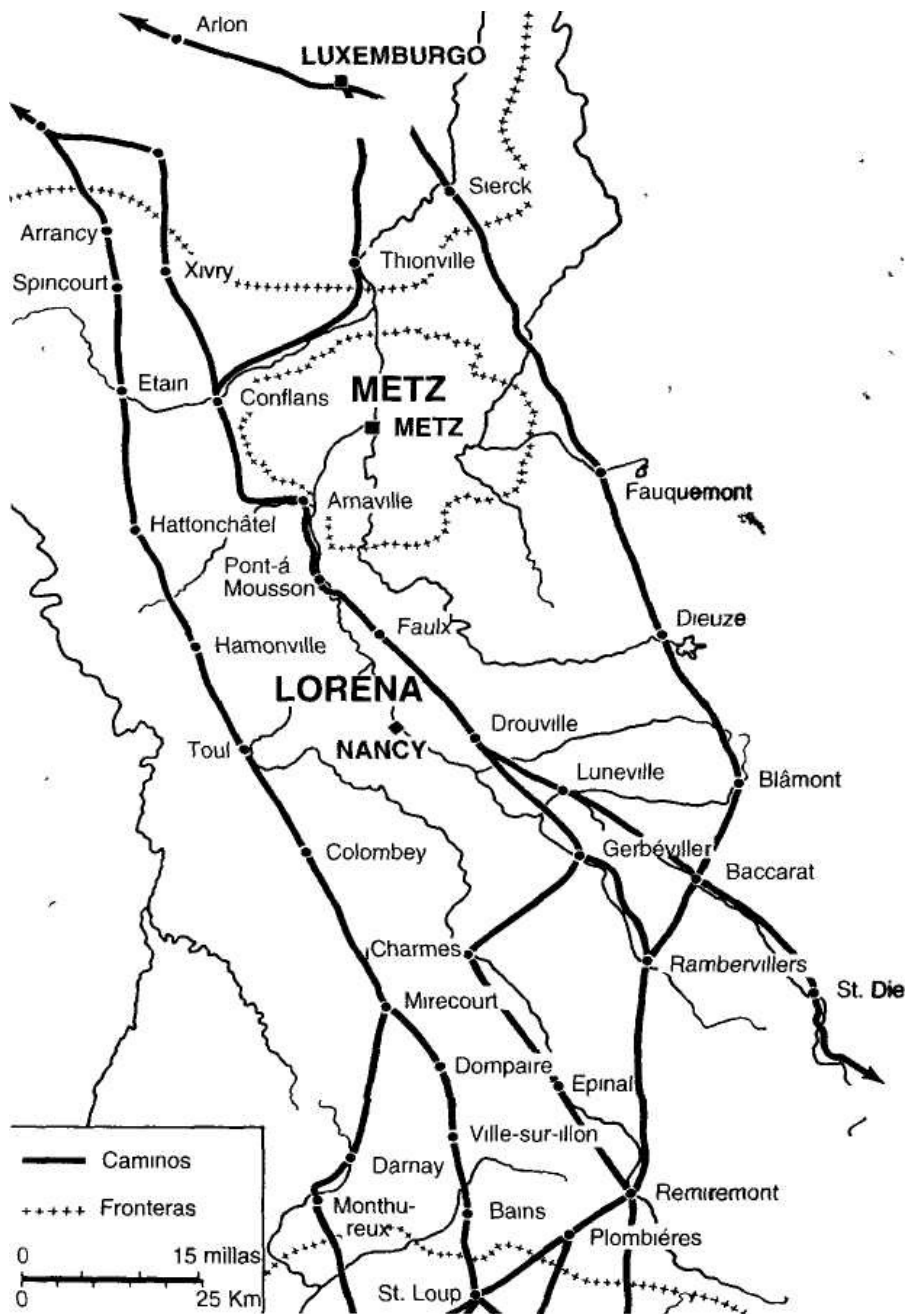 Arlon
LUXEMBURGO
Sierck
Arrancy
Xivry
Thionville
Spincourt
Etain
Conflans
METZ
METZ
Fauquemont
Hattonchâtel
Arnaville
Pont-á
Mousson
Faulx
Dieuze
Hamonville
LORENA
Drouville
Toul
NANCY
Luneville
Blâmont
Colombey
Gerbéviller
Baccarat
Charmes
Rambervillers
St. Die
Mirecourt
Dompaire
Epinal
Ville-sur-illon
Caminos
Darnay
Fronteras
Monthu-
reux
Bains
Remiremont
Plombiéres
0 15 millas
0 25 Km
St. Loup